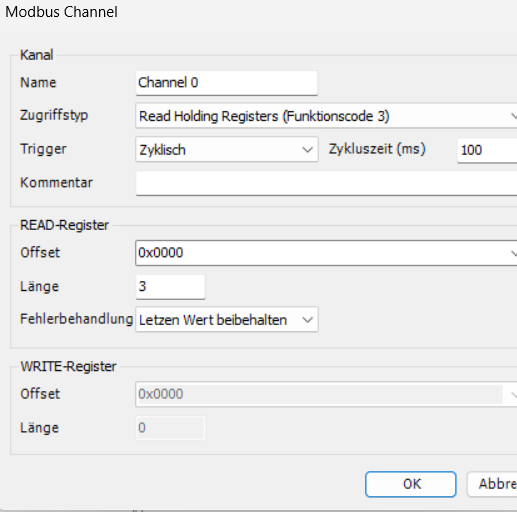 Modbus Channel
Kanal
Name Channel 0
Zugriffstyp Read Holding Registers (Funktionscode 3)
Trigger Zyklisch Zykluszeit (ms) 100
Kommentar
READ-Register
Offset 0x0000
Länge 3
Fehlerbehandlung Letzen Wert beibehalten
WRITE-Register
Offset 0x0000
Länge 0
OK Abbre